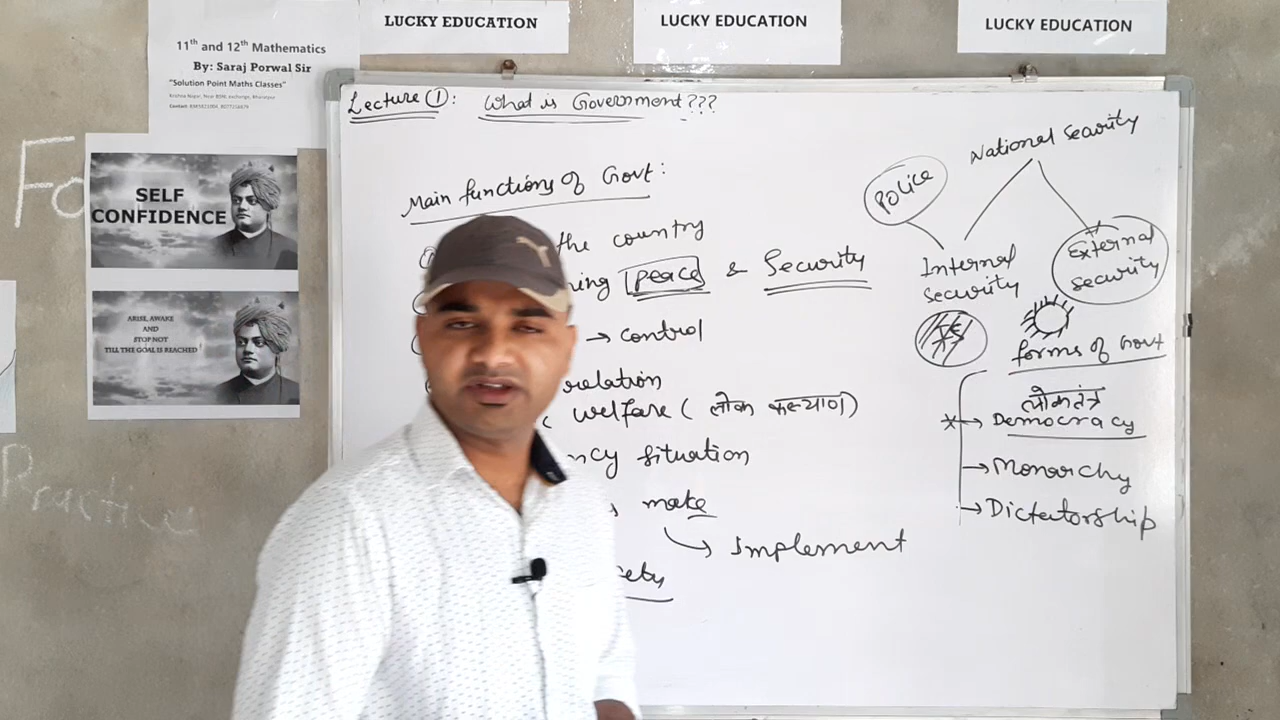 LUCKY EDUCATION
LUCKY EDUCATION
LUCKY EDUCATION
11th and 12th Mathematics
By: Saraj Porwal Sir
"Solution Point Maths Classes"
SELF
CONFIDENCE
ARISE, AWAKE
AND
STOP NOT
TILL THE GOAL IS REACHED
Practice
Lecture ①: What is Government???
Main functions of Govt:
the country
peace & Security
→ control
relation
welfare (लोक कल्याण)
situation
make
Implement
National Security
Police
Internal
Security
External
Security
forms of Govt
लोकतंत्र
* → Democracy
→ Monarchy
→ Dictatorship